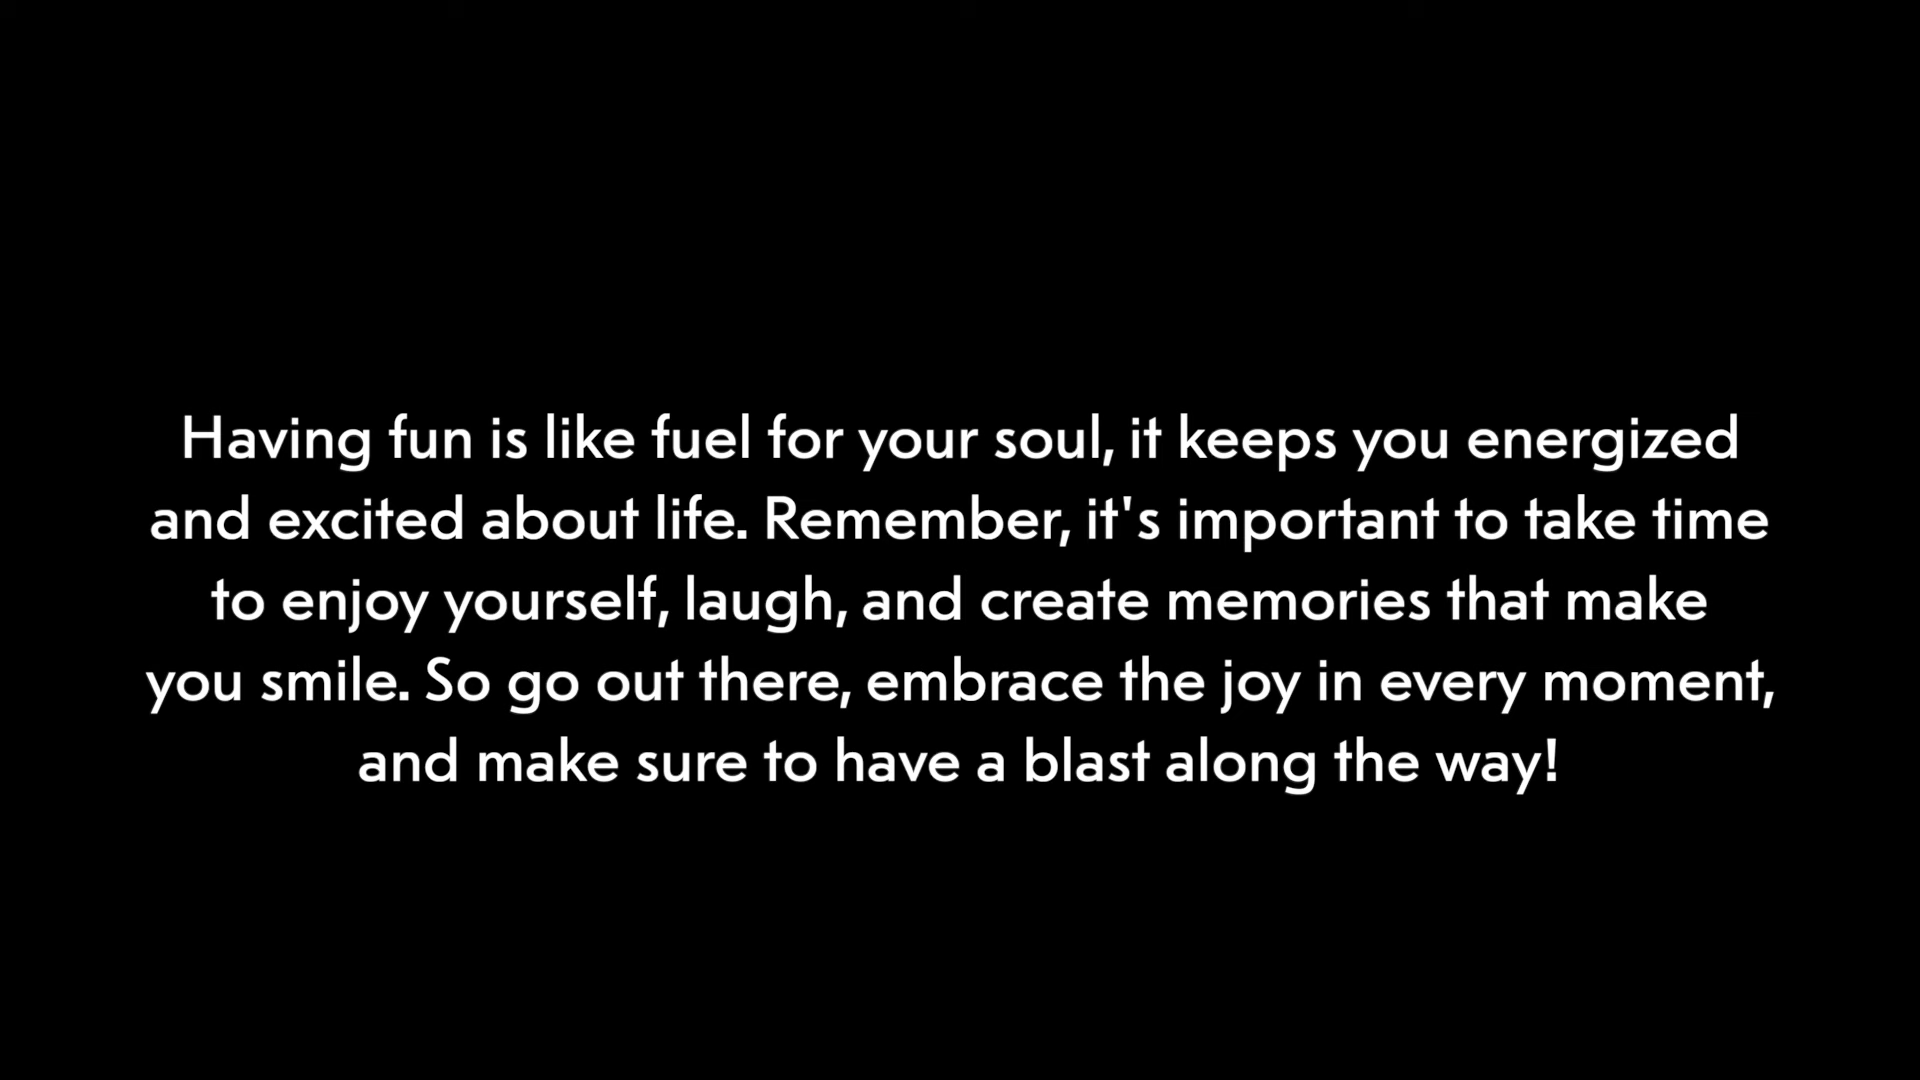 Having fun is like fuel for your soul, it keeps you energized
and excited about life. Remember, it's important to take time
to enjoy yourself, laugh, and create memories that make
you smile. So go out there, embrace the joy in every moment,
and make sure to have a blast along the way!